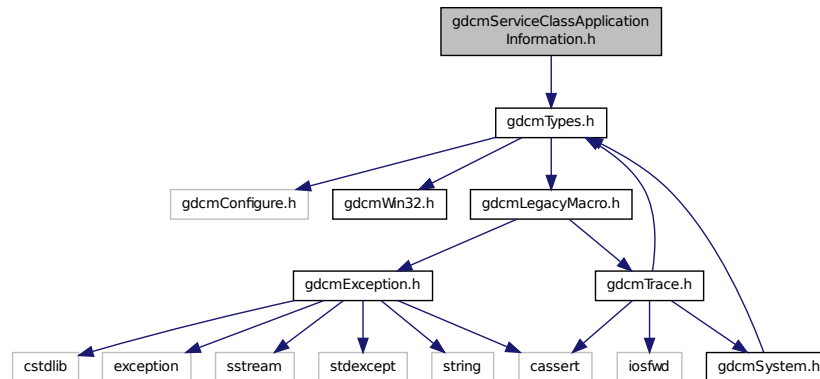 gdcmServiceClassApplication
Information.h
gdcmTypes.h
gdcmConfigure.h
gdcmWin32.h
gdcmLegacyMacro.h
gdcmException.h
gdcmTrace.h
cstdlib
exception
sstream
stdexcept
string
cassert
iosfwd
gdcmSystem.h